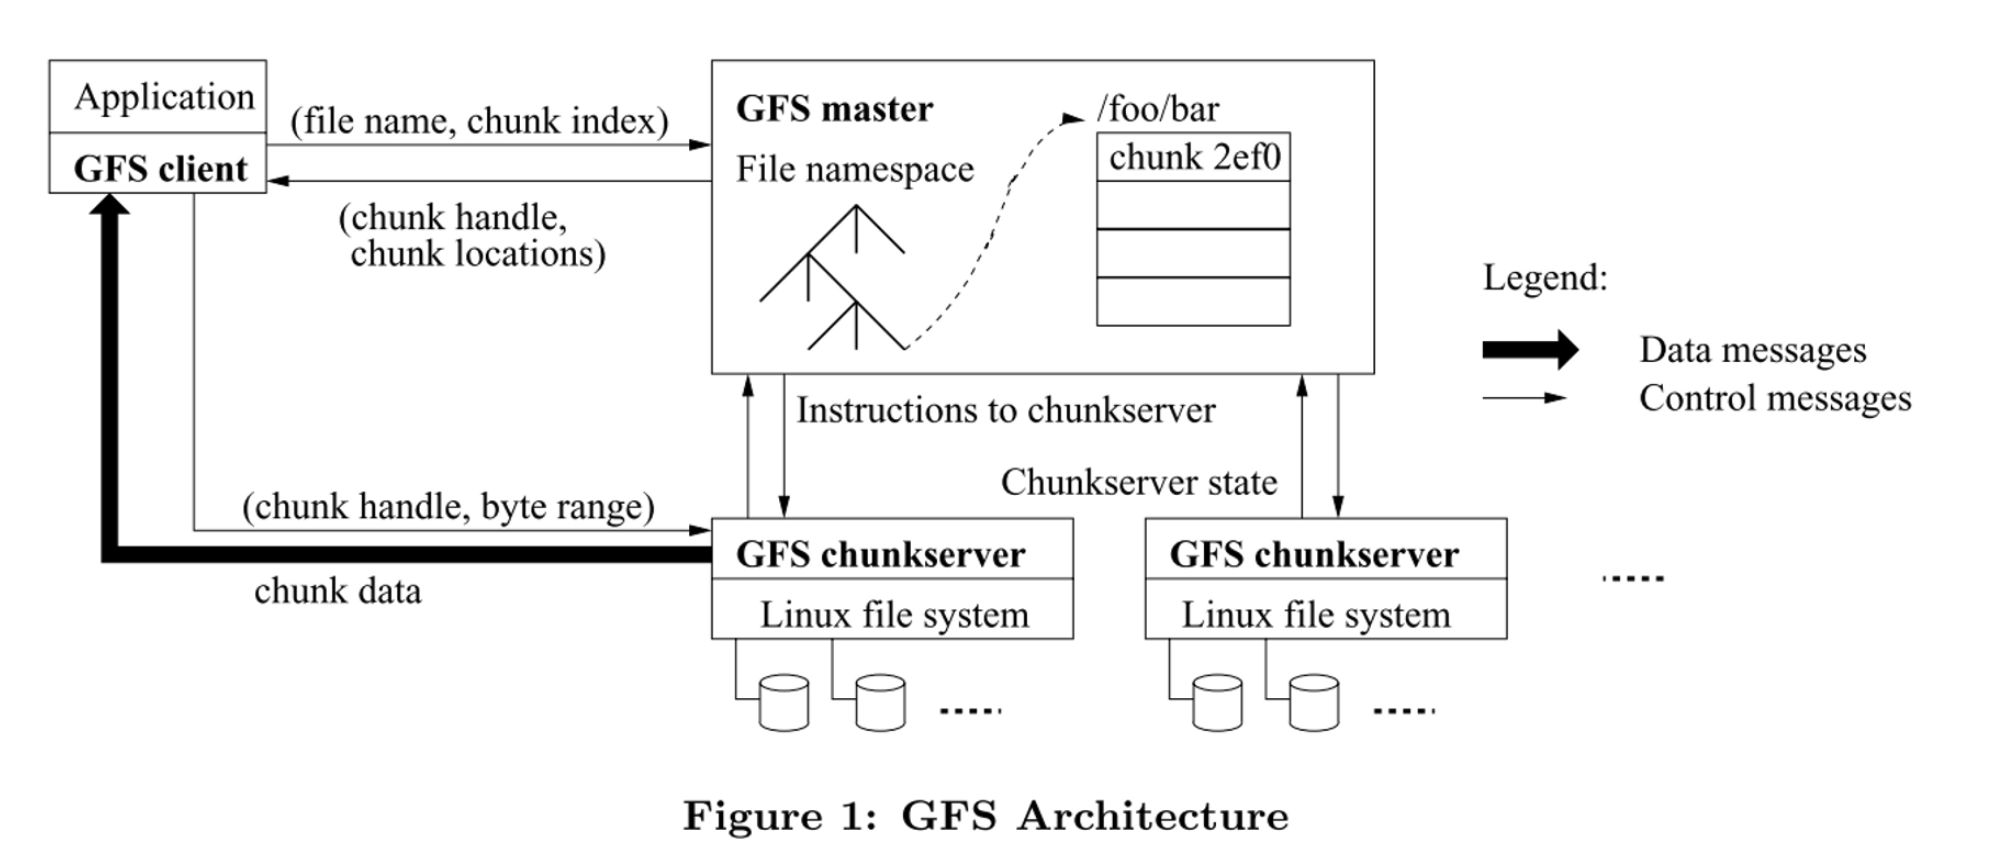 Application
GFS client
(file name, chunk index)
(chunk handle,
chunk locations)
GFS master
File namespace
/foo/bar
chunk 2ef0
Legend:
Data messages
Control messages
Instructions to chunkserver
Chunkserver state
(chunk handle, byte range)
chunk data
GFS chunkserver
Linux file system
GFS chunkserver
Linux file system
Figure 1: GFS Architecture